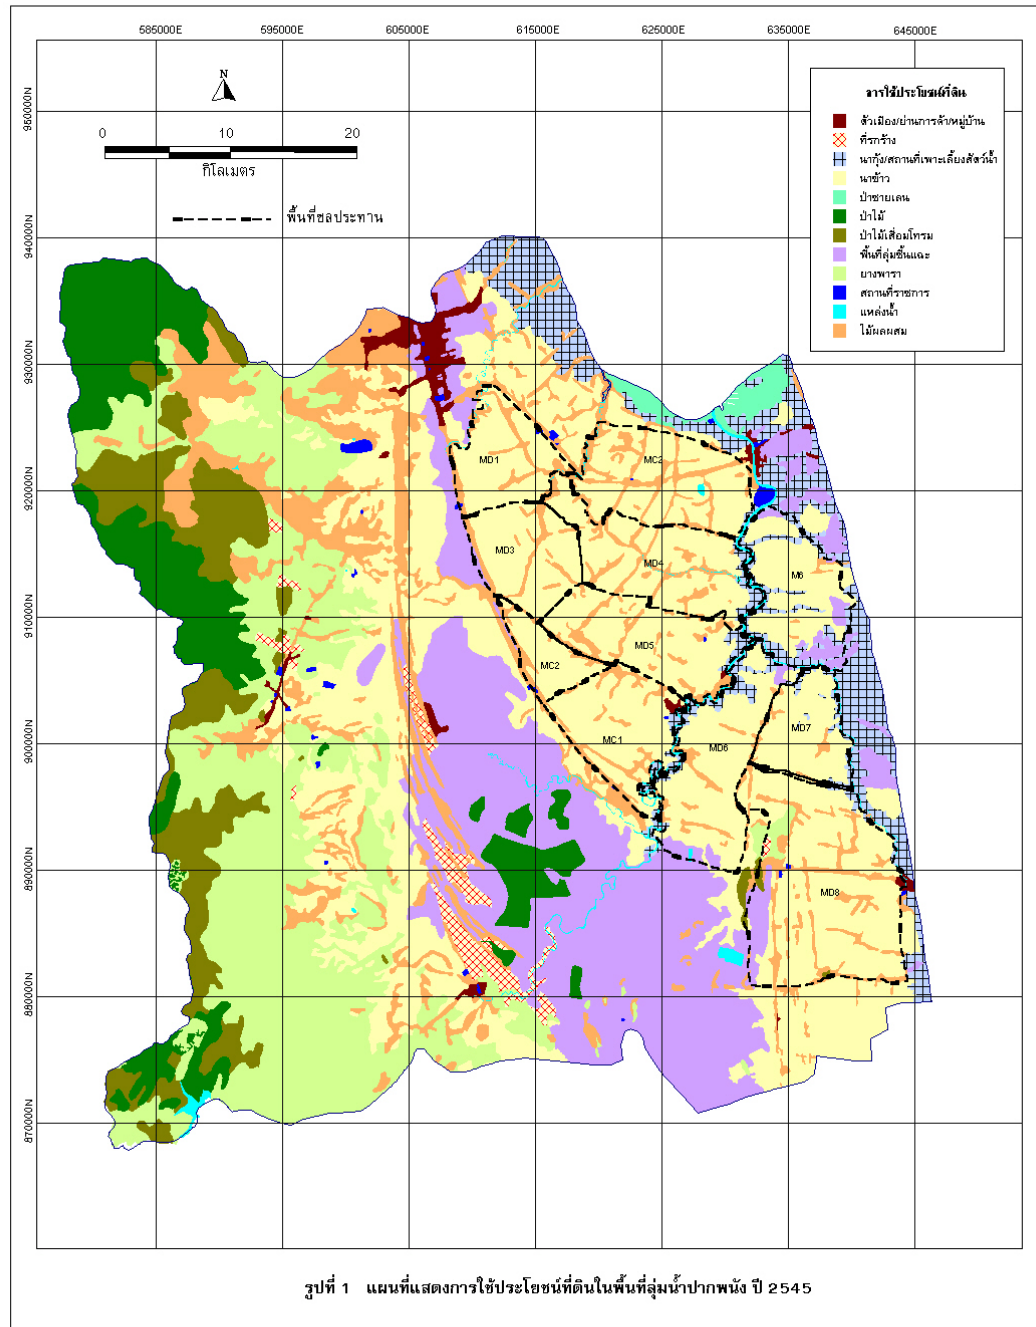 585000E 595000E 605000E 615000E 625000E 635000E 645000E
950000N
940000N
930000N
920000N
910000N
900000N
890000N
880000N
870000N
N
0 10 20
กิโลเมตร
พื้นที่ชลประทาน
การใช้ประโยชน์ที่ดิน
ตัวเมือง/ย่านการค้า/หมู่บ้าน
ที่รกร้าง
นากุ้ง/สถานที่เพาะเลี้ยงสัตว์น้ำ
นาข้าว
ป่าชายเลน
ป่าไม้
ป่าไม้เสื่อมโทรม
พื้นที่ลุ่มชื้นแฉะ
ยางพารา
สถานที่ราชการ
แหล่งน้ำ
ไม้ผลผสม
MD1
MC2
MD3
MD4
M6
MD5
MC2
MC1
MD6
MD7
MD8
รูปที่ 1 แผนที่แสดงการใช้ประโยชน์ที่ดินในพื้นที่ลุ่มน้ำปากพนัง ปี 2545